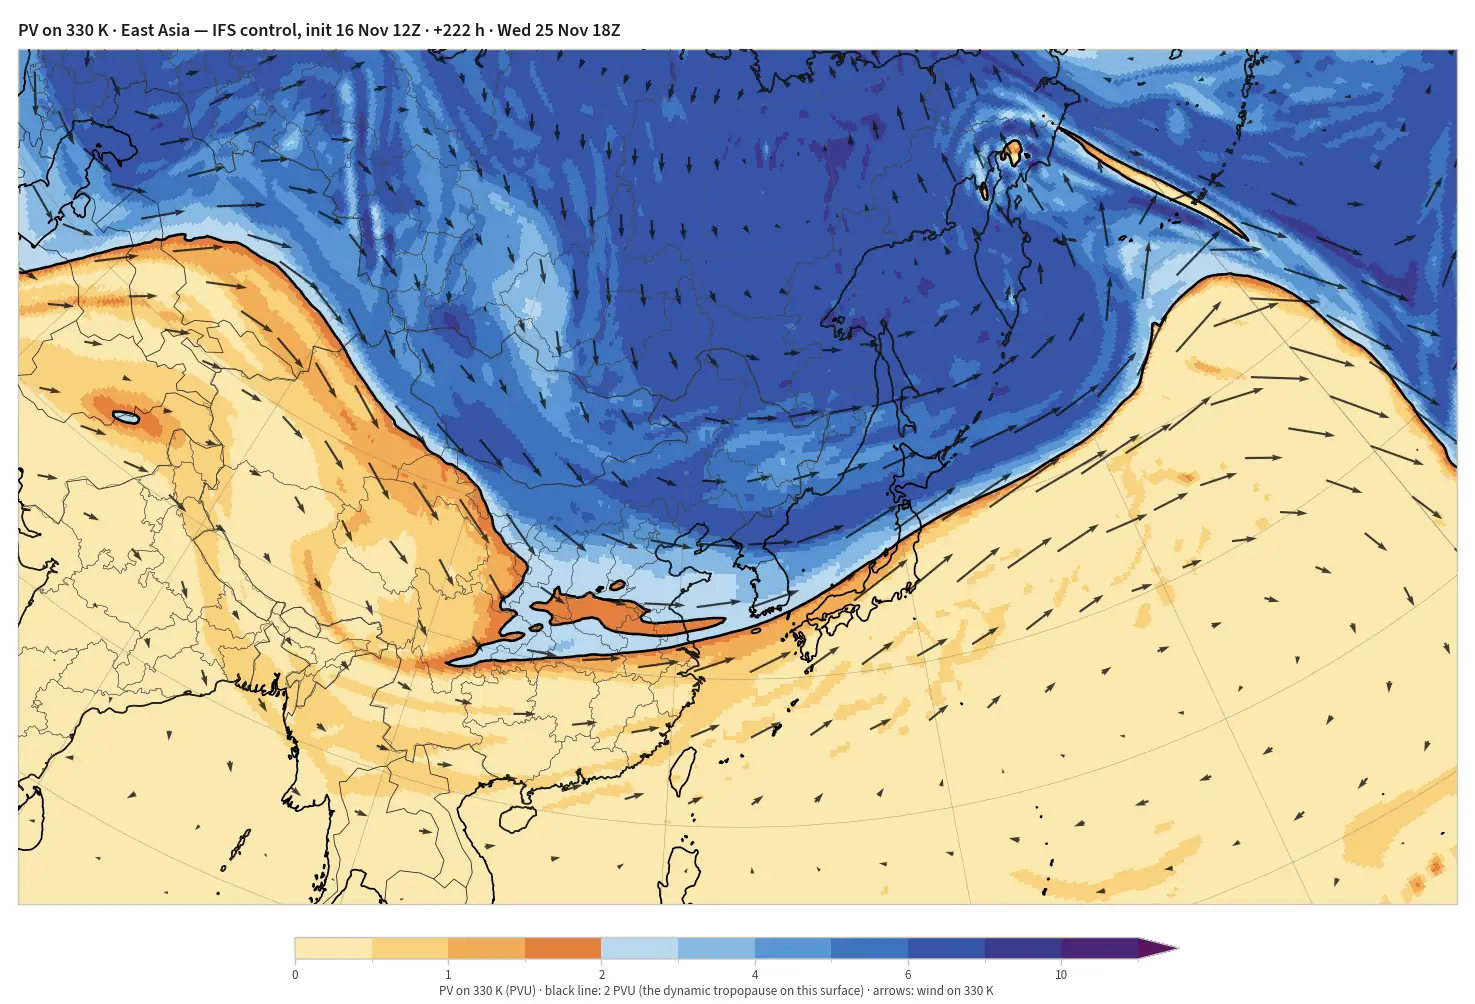 PV on 330 K · East Asia — IFS control, init 16 Nov 12Z · +222 h · Wed 25 Nov 18Z
0 1 2 4 6 10
PV on 330 K (PVU) · black line: 2 PVU (the dynamic tropopause on this surface) · arrows: wind on 330 K